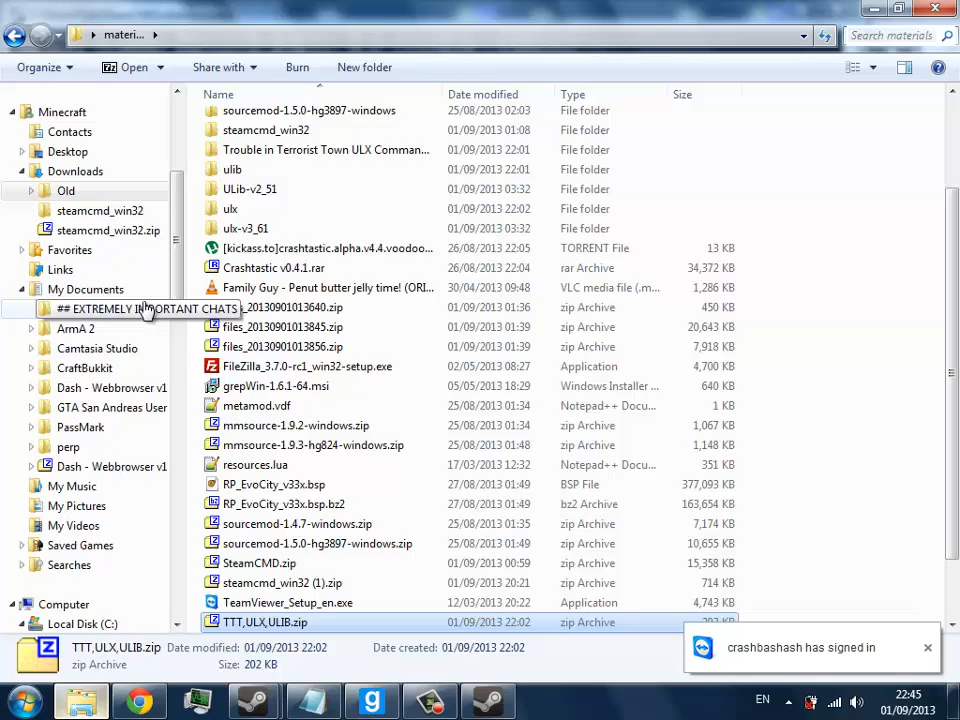 materi...
Search materials
Organize
Open
Share with
Burn
New folder
Name Date modified Type Size
Minecraft
Contacts
Desktop
Downloads
Old
steamcmd_win32
steamcmd_win32.zip
Favorites
Links
My Documents
## EXTREMELY IMPORTANT CHATS
ArmA 2
Camtasia Studio
CraftBukkit
Dash - Webbrowser v1
GTA San Andreas User
PassMark
perp
Dash - Webbrowser v1
My Music
My Pictures
My Videos
Saved Games
Searches
Computer
Local Disk (C:)
sourcemod-1.5.0-hg3897-windows 25/08/2013 02:03 File folder
steamcmd_win32 01/09/2013 01:08 File folder
Trouble in Terrorist Town ULX Comman... 01/09/2013 22:01 File folder
ulib 01/09/2013 22:01 File folder
ULib-v2_51 01/09/2013 03:32 File folder
ulx 01/09/2013 22:02 File folder
ulx-v3_61 01/09/2013 03:32 File folder
[kickass.to]crashtastic.alpha.v4.4.voodoo... 26/08/2013 22:05 TORRENT File 13 KB
Crashtastic v0.4.1.rar 26/08/2013 22:04 rar Archive 34,372 KB
Family Guy - Penut butter jelly time! (ORI... 30/04/2013 09:48 VLC media file (.m... 680 KB
s_20130901013640.zip 01/09/2013 01:36 zip Archive 450 KB
files_20130901013845.zip 01/09/2013 01:38 zip Archive 20,643 KB
files_20130901013856.zip 01/09/2013 01:39 zip Archive 7,918 KB
FileZilla_3.7.0-rc1_win32-setup.exe 02/05/2013 08:27 Application 4,700 KB
grepWin-1.6.1-64.msi 05/05/2013 18:29 Windows Installer ... 640 KB
metamod.vdf 25/08/2013 01:34 Notepad++ Docu... 1 KB
mmsource-1.9.2-windows.zip 25/08/2013 01:34 zip Archive 1,067 KB
mmsource-1.9.3-hg824-windows.zip 25/08/2013 01:48 zip Archive 1,148 KB
resources.lua 17/03/2013 12:32 Notepad++ Docu... 351 KB
RP_EvoCity_v33x.bsp 27/08/2013 01:49 BSP File 377,093 KB
RP_EvoCity_v33x.bsp.bz2 27/08/2013 01:49 bz2 Archive 163,654 KB
sourcemod-1.4.7-windows.zip 25/08/2013 01:35 zip Archive 7,174 KB
sourcemod-1.5.0-hg3897-windows.zip 25/08/2013 01:49 zip Archive 10,655 KB
SteamCMD.zip 01/09/2013 00:59 zip Archive 15,358 KB
steamcmd_win32 (1).zip 01/09/2013 20:21 zip Archive 714 KB
TeamViewer_Setup_en.exe 12/03/2013 20:22 Application 4,743 KB
TTT,ULX,ULIB.zip 01/09/2013 22:02 zip Archive
TTT,ULX,ULIB.zip Date modified: 01/09/2013 22:02 Date created: 01/09/2013 22:02
zip Archive Size: 202 KB
crashbashash has signed in
EN
22:45
01/09/2013